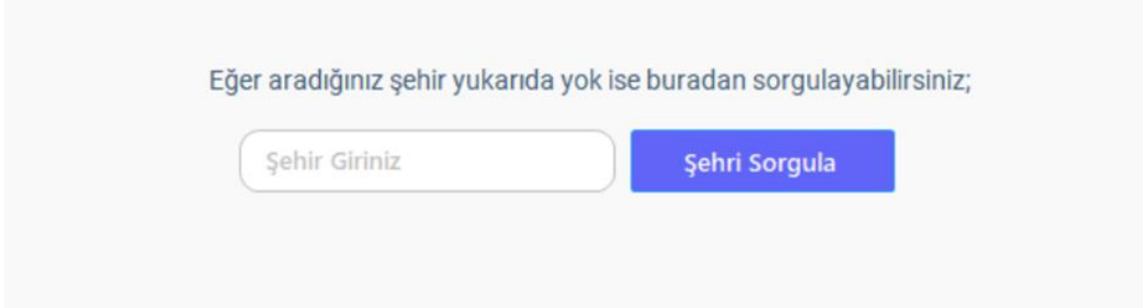 Eğer aradığınız şehir yukarıda yok ise buradan sorgulayabilirsiniz;
Şehir Giriniz
Şehri Sorgula